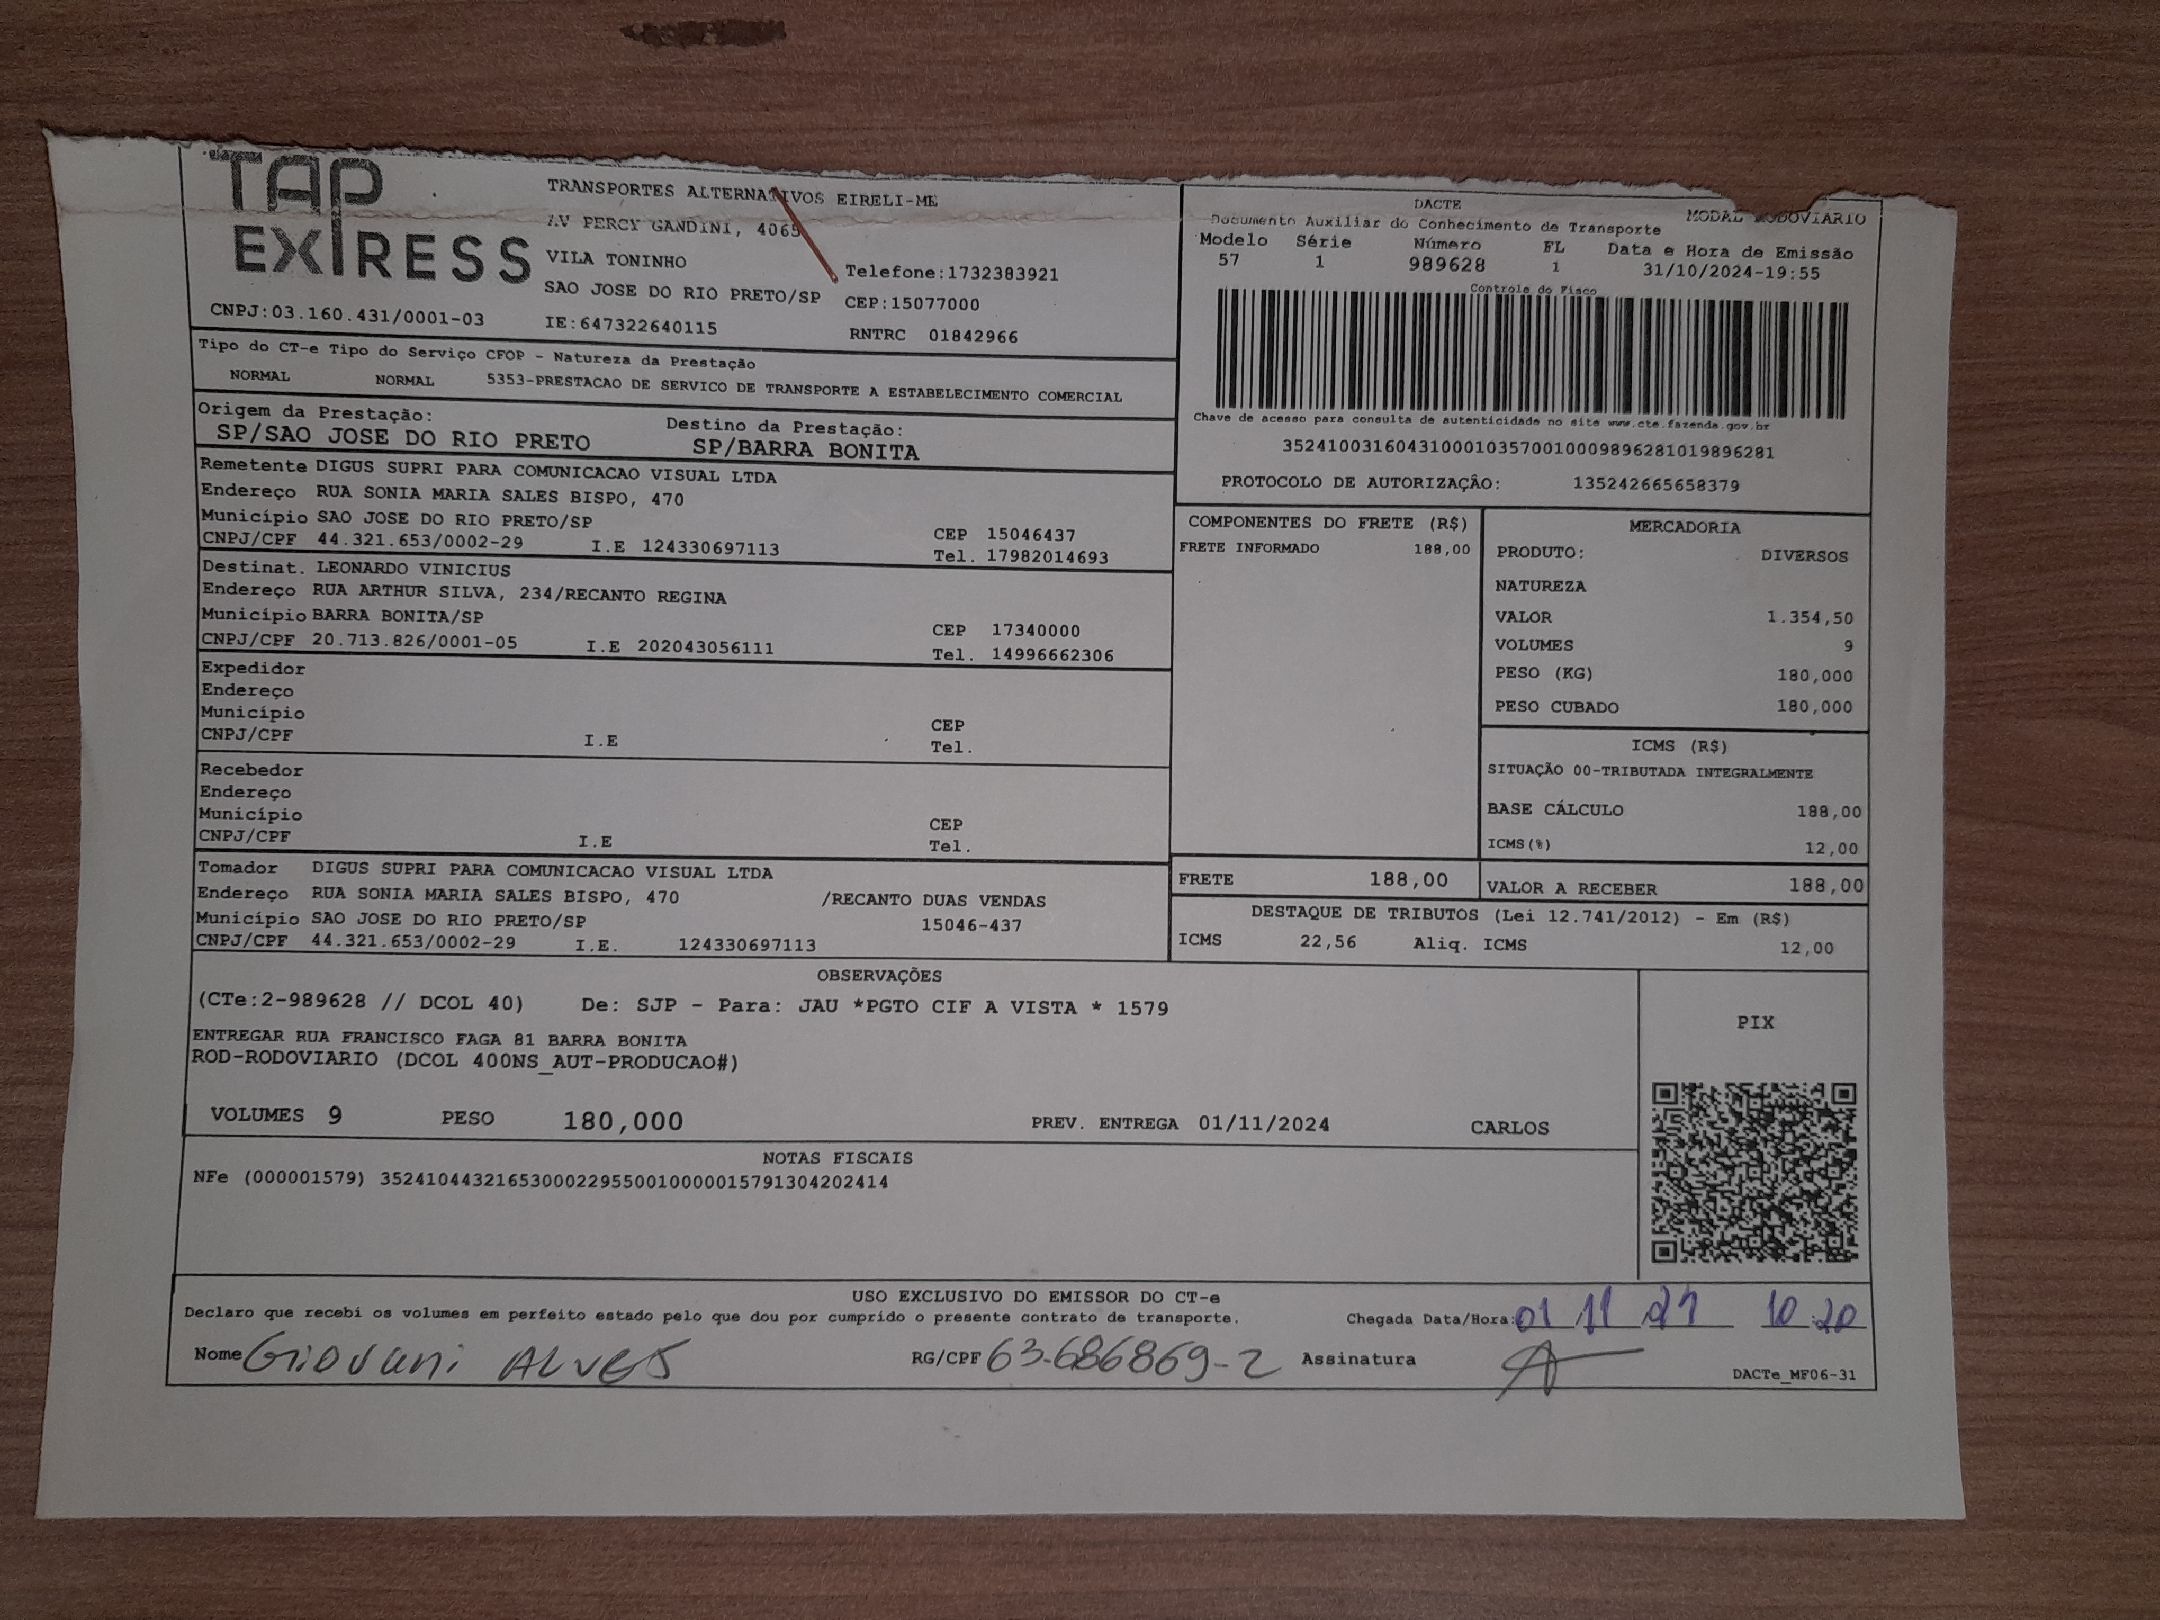 TAP
EXPRESS
CNPJ:03.160.431/0001-03
TRANSPORTES ALTERNATIVOS EIRELI-ME
AV PERCY GANDINI, 4065
VILA TONINHO
Telefone:1732383921
SAO JOSE DO RIO PRETO/SP CEP:15077000
IE:647322640115 RNTRC 01842966
DACTE MODAL RODOVIARIO
Documento Auxiliar do Conhecimento de Transporte
Modelo Série Número FL Data e Hora de Emissão
57 1 989628 1 31/10/2024-19:55
Controle do Fisco
Chave de acesso para consulta de autenticidade no site www.cte.fazenda.gov.br
35241003160431000103570010009896281019896281
PROTOCOLO DE AUTORIZAÇÃO: 135242665658379
Tipo do CT-e Tipo do Serviço CFOP - Natureza da Prestação
NORMAL NORMAL 5353-PRESTACAO DE SERVICO DE TRANSPORTE A ESTABELECIMENTO COMERCIAL
Origem da Prestação: Destino da Prestação:
SP/SAO JOSE DO RIO PRETO SP/BARRA BONITA
Remetente DIGUS SUPRI PARA COMUNICACAO VISUAL LTDA
Endereço RUA SONIA MARIA SALES BISPO, 470
Município SAO JOSE DO RIO PRETO/SP CEP 15046437
CNPJ/CPF 44.321.653/0002-29 I.E 124330697113 Tel. 17982014693
Destinat. LEONARDO VINICIUS
Endereço RUA ARTHUR SILVA, 234/RECANTO REGINA
Município BARRA BONITA/SP CEP 17340000
CNPJ/CPF 20.713.826/0001-05 I.E 202043056111 Tel. 14996662306
Expedidor
Endereço
Município CEP
CNPJ/CPF I.E Tel.
Recebedor
Endereço
Município CEP
CNPJ/CPF I.E Tel.
Tomador DIGUS SUPRI PARA COMUNICACAO VISUAL LTDA
Endereço RUA SONIA MARIA SALES BISPO, 470 /RECANTO DUAS VENDAS
Município SAO JOSE DO RIO PRETO/SP 15046-437
CNPJ/CPF 44.321.653/0002-29 I.E. 124330697113
COMPONENTES DO FRETE (R$)
FRETE INFORMADO 188,00
MERCADORIA
PRODUTO: DIVERSOS
NATUREZA
VALOR 1.354,50
VOLUMES 9
PESO (KG) 180,000
PESO CUBADO 180,000
ICMS (R$)
SITUAÇÃO 00-TRIBUTADA INTEGRALMENTE
BASE CÁLCULO 188,00
ICMS(%) 12,00
FRETE 188,00 VALOR A RECEBER 188,00
DESTAQUE DE TRIBUTOS (Lei 12.741/2012) - Em (R$)
ICMS 22,56 Aliq. ICMS 12,00
OBSERVAÇÕES
(CTe:2-989628 // DCOL 40) De: SJP - Para: JAU *PGTO CIF A VISTA * 1579
ENTREGAR RUA FRANCISCO FAGA 81 BARRA BONITA
ROD-RODOVIARIO (DCOL 400NS_AUT-PRODUCAO#)
VOLUMES 9 PESO 180,000 PREV. ENTREGA 01/11/2024 CARLOS
PIX
NOTAS FISCAIS
NFe (000001579) 35241044321653000229550010000015791304202414
USO EXCLUSIVO DO EMISSOR DO CT-e
Declaro que recebi os volumes em perfeito estado pelo que dou por cumprido o presente contrato de transporte. Chegada Data/Hora: 01 11 24 10 20
Nome Giovani ALVES RG/CPF 63-686869-2 Assinatura
DACTe_MF06-31